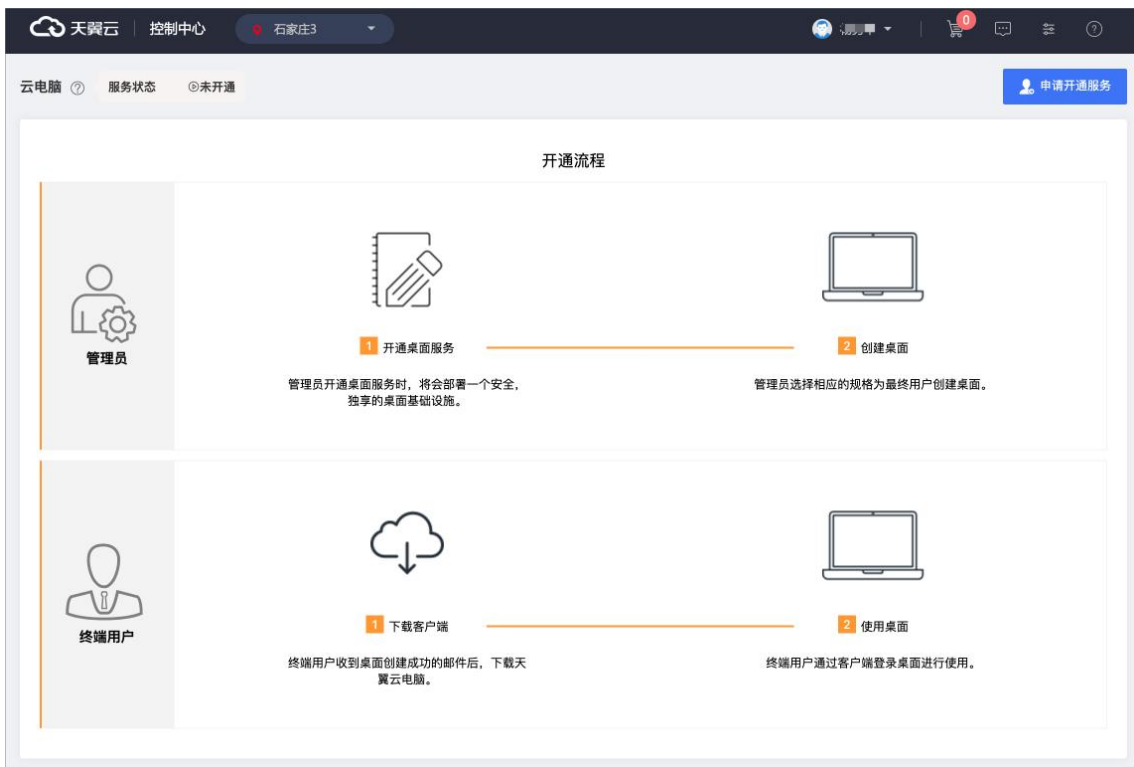 天翼云 控制中心 石家庄3 0
云电脑 服务状态 未开通 申请开通服务
开通流程
管理员
1 开通桌面服务
管理员开通桌面服务时，将会部署一个安全，
独享的桌面基础设施。
2 创建桌面
管理员选择相应的规格为最终用户创建桌面。
终端用户
1 下载客户端
终端用户收到桌面创建成功的邮件后，下载天
翼云电脑。
2 使用桌面
终端用户通过客户端登录桌面进行使用。